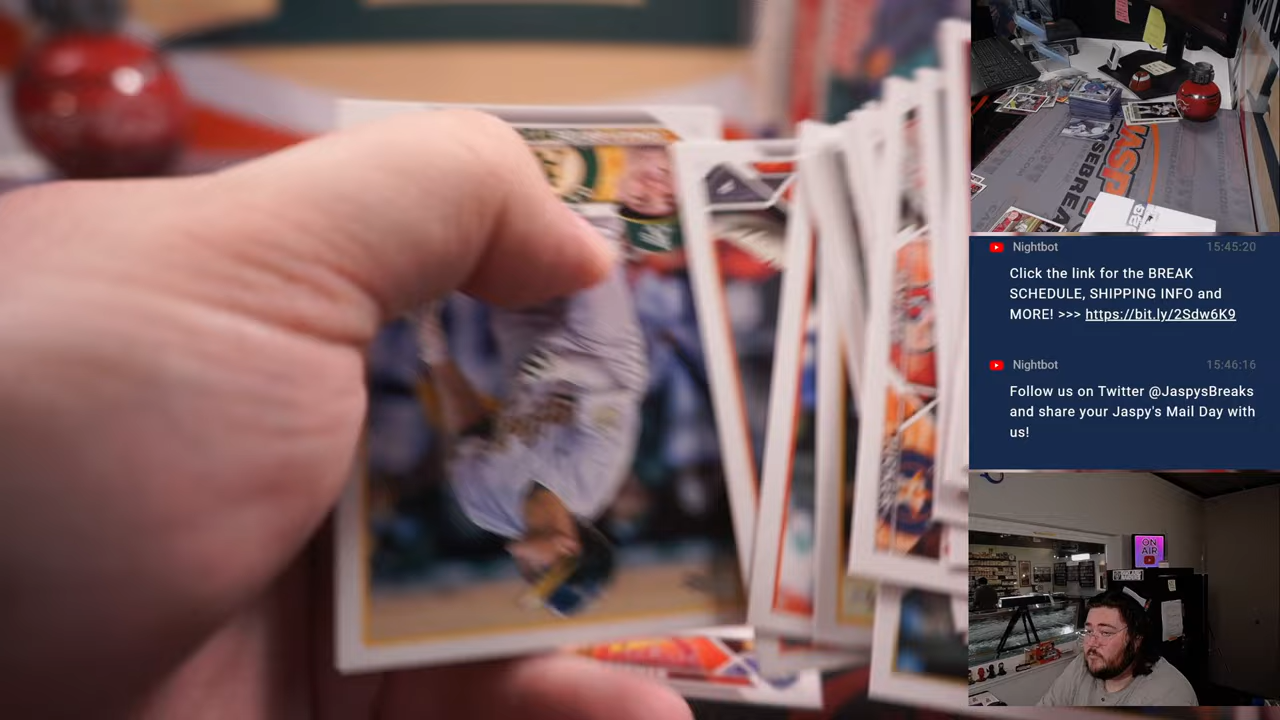 Nightbot 15:45:20
Click the link for the BREAK
SCHEDULE, SHIPPING INFO and
MORE! >>> https://bit.ly/2Sdw6K9
Nightbot 15:46:16
Follow us on Twitter @JaspysBreaks
and share your Jaspy's Mail Day with
us!
ON
AIR